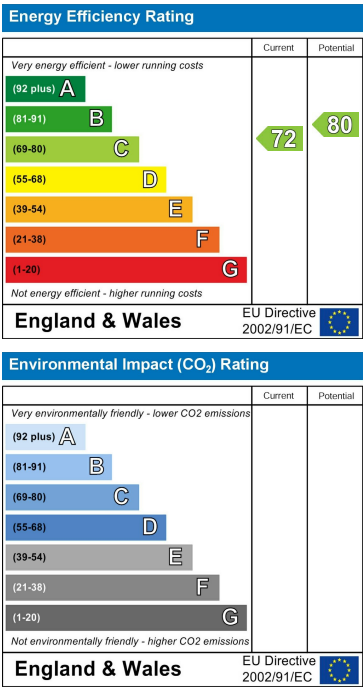 Energy Efficiency Rating
Current Potential
Very energy efficient - lower running costs
(92 plus) A
(81-91) B
(69-80) C
(55-68) D
(39-54) E
(21-38) F
(1-20) G
72 80
Not energy efficient - higher running costs
England & Wales
EU Directive
2002/91/EC
Environmental Impact (CO₂) Rating
Current Potential
Very environmentally friendly - lower CO2 emissions
(92 plus) A
(81-91) B
(69-80) C
(55-68) D
(39-54) E
(21-38) F
(1-20) G
Not environmentally friendly - higher CO2 emissions
England & Wales
EU Directive
2002/91/EC